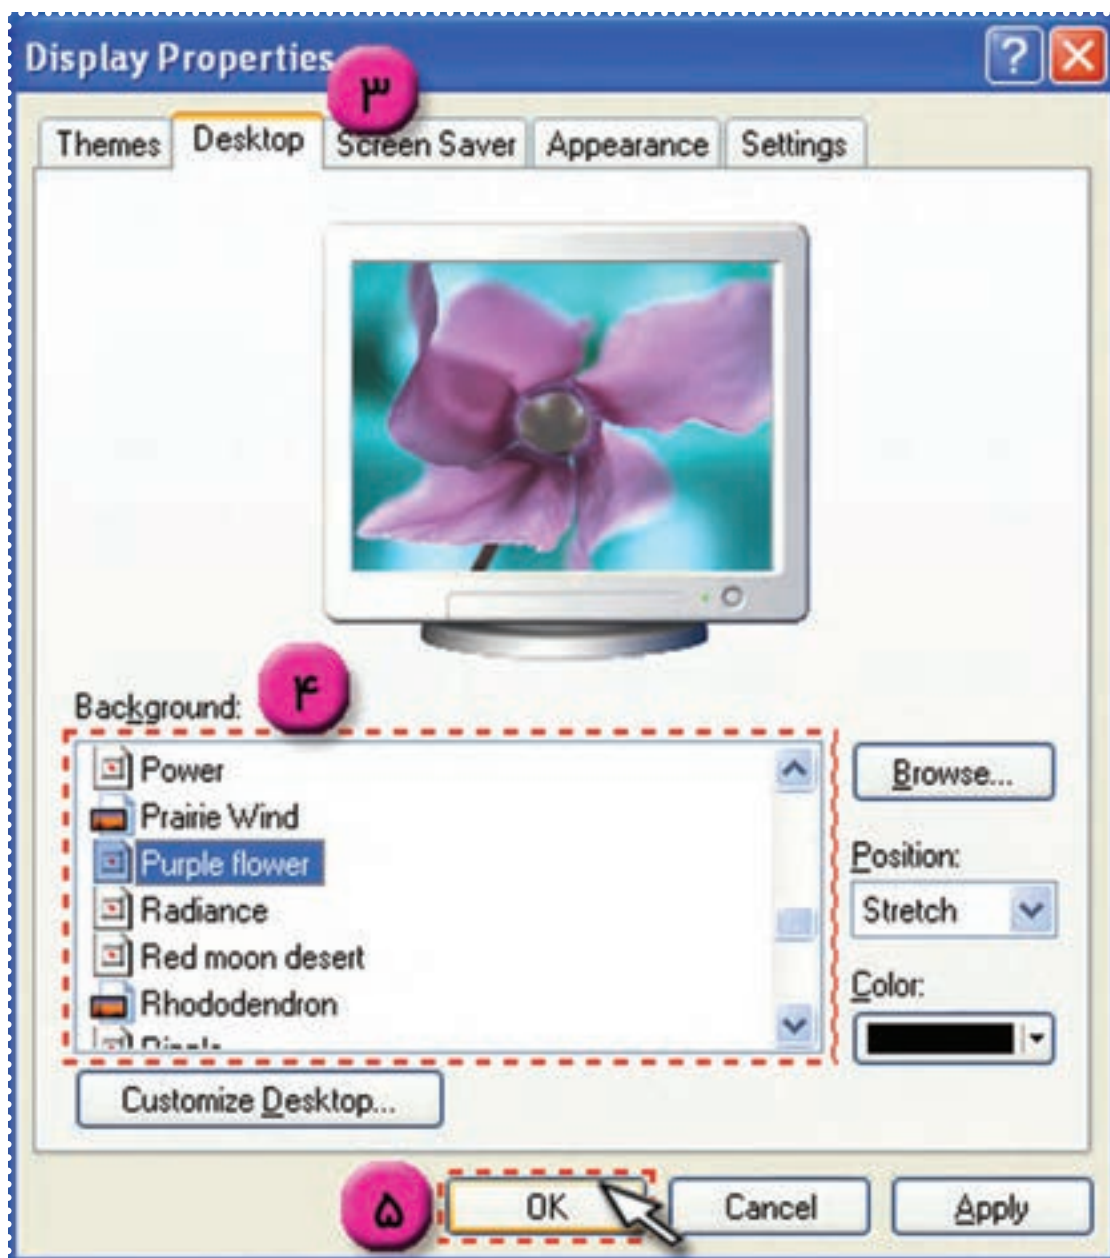 Display Properties
۳
Themes Desktop Screen Saver Appearance Settings
Background:
۴
Power
Prairie Wind
Purple flower
Radiance
Red moon desert
Rhododendron
Browse...
Position:
Stretch
Color:
Customize Desktop...
۵
OK Cancel Apply